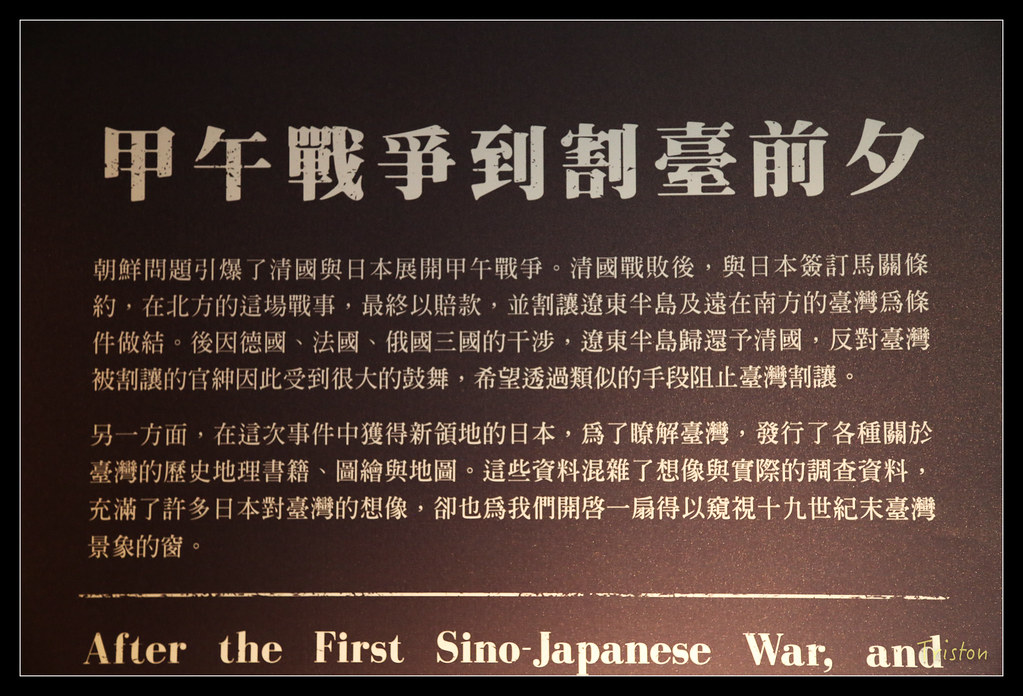 甲午戰爭到割臺前夕
朝鮮問題引爆了清國與日本展開甲午戰爭。清國戰敗後，與日本簽訂馬關條
約，在北方的這場戰事，最終以賠款，並割讓遼東半島及遠在南方的臺灣爲條
件做結。後因德國、法國、俄國三國的干涉，遼東半島歸還予清國，反對臺灣
被割讓的官紳因此受到很大的鼓舞，希望透過類似的手段阻止臺灣割讓。
另一方面，在這次事件中獲得新領地的日本，爲了瞭解臺灣，發行了各種關於
臺灣的歷史地理書籍、圖繪與地圖。這些資料混雜了想像與實際的調查資料，
充滿了許多日本對臺灣的想像，卻也爲我們開啓一扇得以窺視十九世紀末臺灣
景象的窗。
After the First Sino-Japanese War, and
Triston